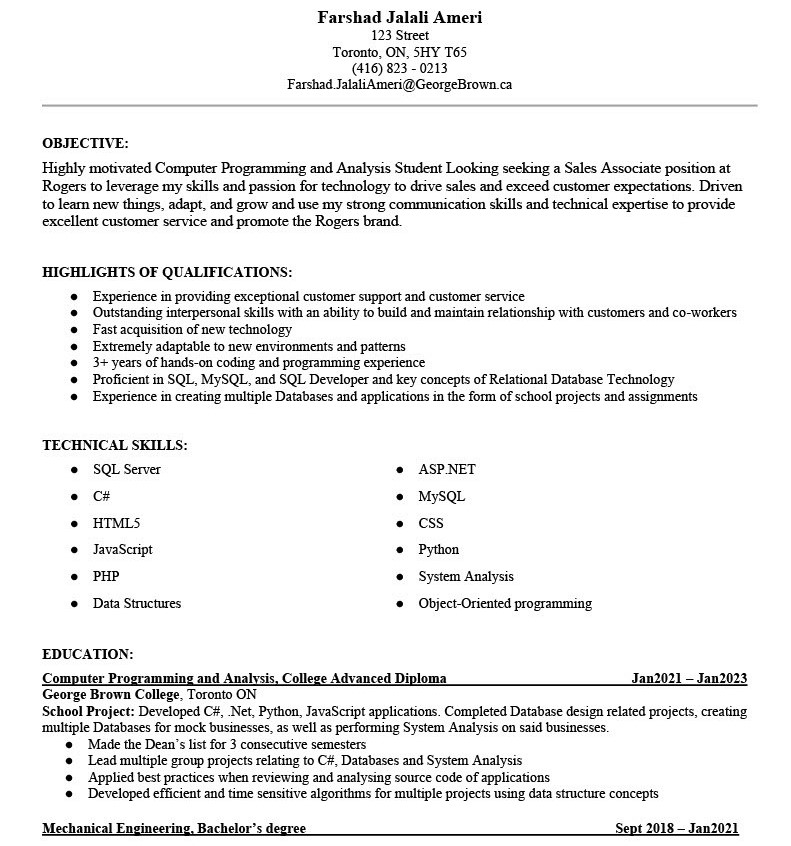 Farshad Jalali Ameri
123 Street
Toronto, ON, 5HY T65
(416) 823 - 0213
Farshad.JalaliAmeri@GeorgeBrown.ca
OBJECTIVE:
Highly motivated Computer Programming and Analysis Student Looking seeking a Sales Associate position at
Rogers to leverage my skills and passion for technology to drive sales and exceed customer expectations. Driven
to learn new things, adapt, and grow and use my strong communication skills and technical expertise to provide
excellent customer service and promote the Rogers brand.
HIGHLIGHTS OF QUALIFICATIONS:
● Experience in providing exceptional customer support and customer service
● Outstanding interpersonal skills with an ability to build and maintain relationship with customers and co-workers
● Fast acquisition of new technology
● Extremely adaptable to new environments and patterns
● 3+ years of hands-on coding and programming experience
● Proficient in SQL, MySQL, and SQL Developer and key concepts of Relational Database Technology
● Experience in creating multiple Databases and applications in the form of school projects and assignments
TECHNICAL SKILLS:
● SQL Server
● C#
● HTML5
● JavaScript
● PHP
● Data Structures
● ASP.NET
● MySQL
● CSS
● Python
● System Analysis
● Object-Oriented programming
EDUCATION:
Computer Programming and Analysis, College Advanced Diploma Jan2021 – Jan2023
George Brown College, Toronto ON
School Project: Developed C#, .Net, Python, JavaScript applications. Completed Database design related projects, creating
multiple Databases for mock businesses, as well as performing System Analysis on said businesses.
● Made the Dean's list for 3 consecutive semesters
● Lead multiple group projects relating to C#, Databases and System Analysis
● Applied best practices when reviewing and analysing source code of applications
● Developed efficient and time sensitive algorithms for multiple projects using data structure concepts
Mechanical Engineering, Bachelor's degree Sept 2018 – Jan2021